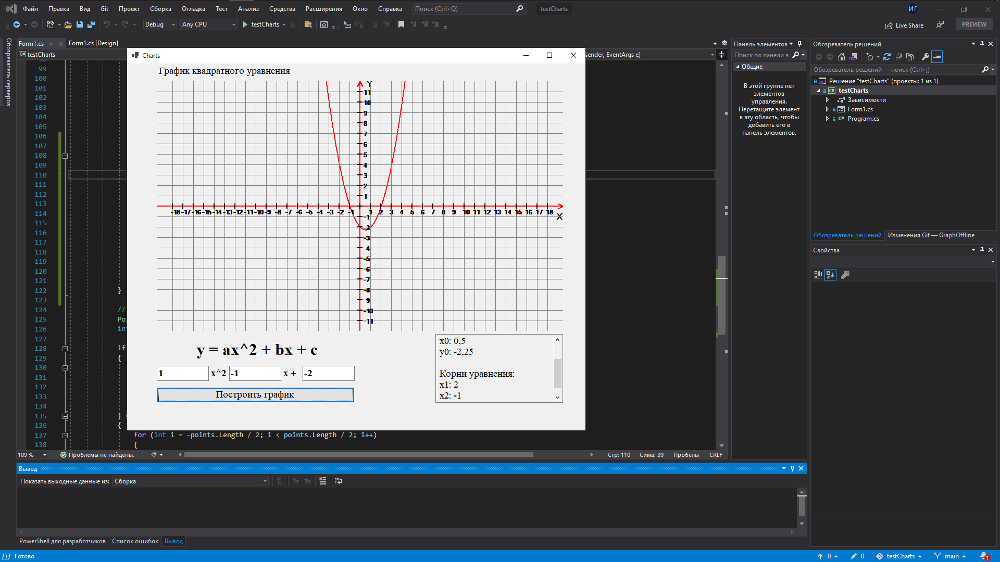 Файл Правка Вид Git Проект Сборка Отладка Тест Анализ Средства Расширения Окно Справка Поиск (Ctrl+Q) testCharts ИГ
Debug Any CPU testCharts Live Share PREVIEW
Обозреватель серверов
Form1.cs Form1.cs [Design]
testCharts
sender, EventArgs e)
Charts
График квадратного уравнения
Y
11
10
9
8
7
6
5
4
3
2
1
-18 -17 -16 -15 -14 -13 -12 -11 -10 -9 -8 -7 -6 -5 -4 -3 -2 -1 1 2 3 4 5 6 7 8 9 10 11 12 13 14 15 16 17 18
X
-1
-2
-3
-4
-5
-6
-7
-8
-9
-10
-11
y = ax^2 + bx + c
1 x^2 -1 x + -2
Построить график
x0: 0,5
y0: -2,25
Корни уравнения:
x1: 2
x2: -1
99
100
101
102
103
104
105
106
107
108
109
110
111
112
113
114
115
116
117
118
119
120
121
122 }
123
124 //
125
126
127
128 if
129 {
130
131
132
133
134
135 }
136 {
137 for (int i = -points.Length / 2; i < points.Length / 2; i++)
138 {
109 % Проблемы не найдены. Стр: 110 Симв: 39 Пробелы CRLF
Панель элементов
Поиск по панели э
Общие
В этой группе нет
элементов
управления.
Перетащите элемент
в эту область, чтобы
добавить его в
панель элементов.
Обозреватель решений
Обозреватель решений — поиск (Ctrl+;)
Решение "testCharts" (проекты: 1 из 1)
testCharts
Зависимости
Form1.cs
Program.cs
Обозреватель решений Изменения Git — GraphOffline
Свойства
Вывод
Показать выходные данные из: Сборка
PowerShell для разработчиков Список ошибок Вывод
Готово 0 0 testCharts main 1